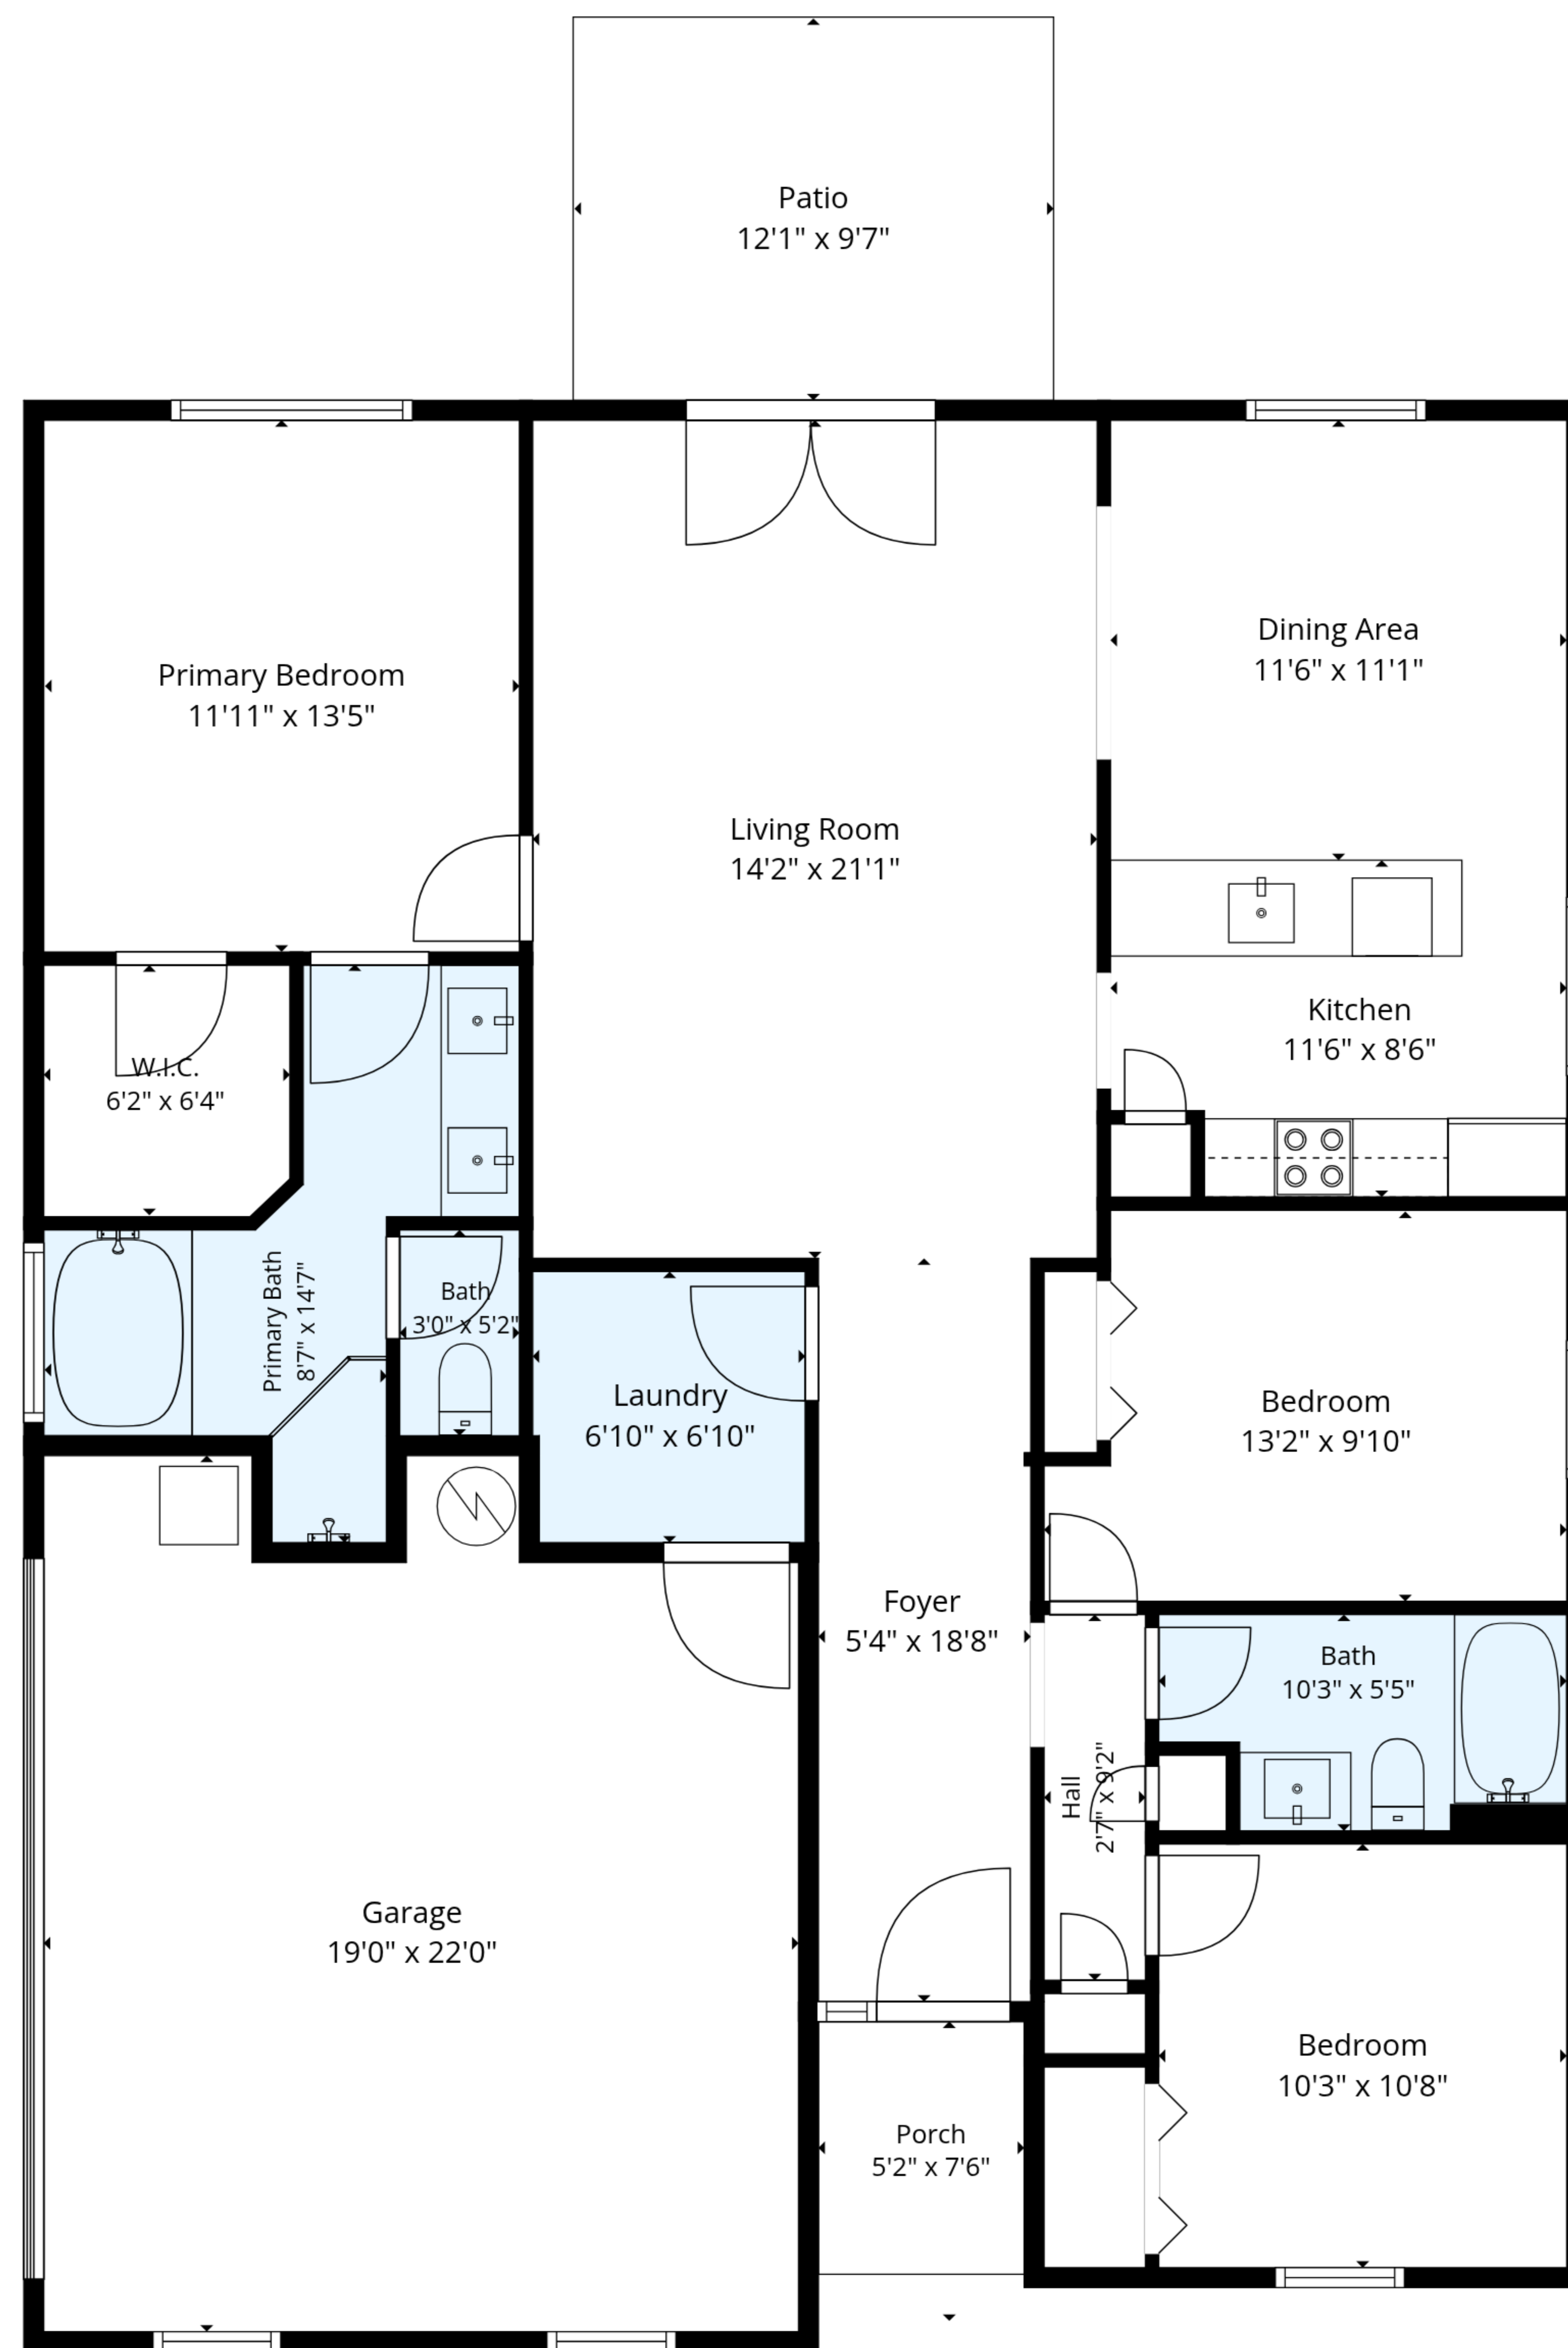 Patio
12'1" x 9'7"
Dining Area
11'6" x 11'1"
Primary Bedroom
11'11" x 13'5"
Living Room
14'2" x 21'1"
Kitchen
11'6" x 8'6"
W.I.C.
6'2" x 6'4"
Primary Bath
8'7" x 14'7"
Bath
3'0" x 5'2"
Laundry
6'10" x 6'10"
Bedroom
13'2" x 9'10"
Foyer
5'4" x 18'8"
Bath
10'3" x 5'5"
Hall
2'7" x 9'2"
Garage
19'0" x 22'0"
Bedroom
10'3" x 10'8"
Porch
5'2" x 7'6"